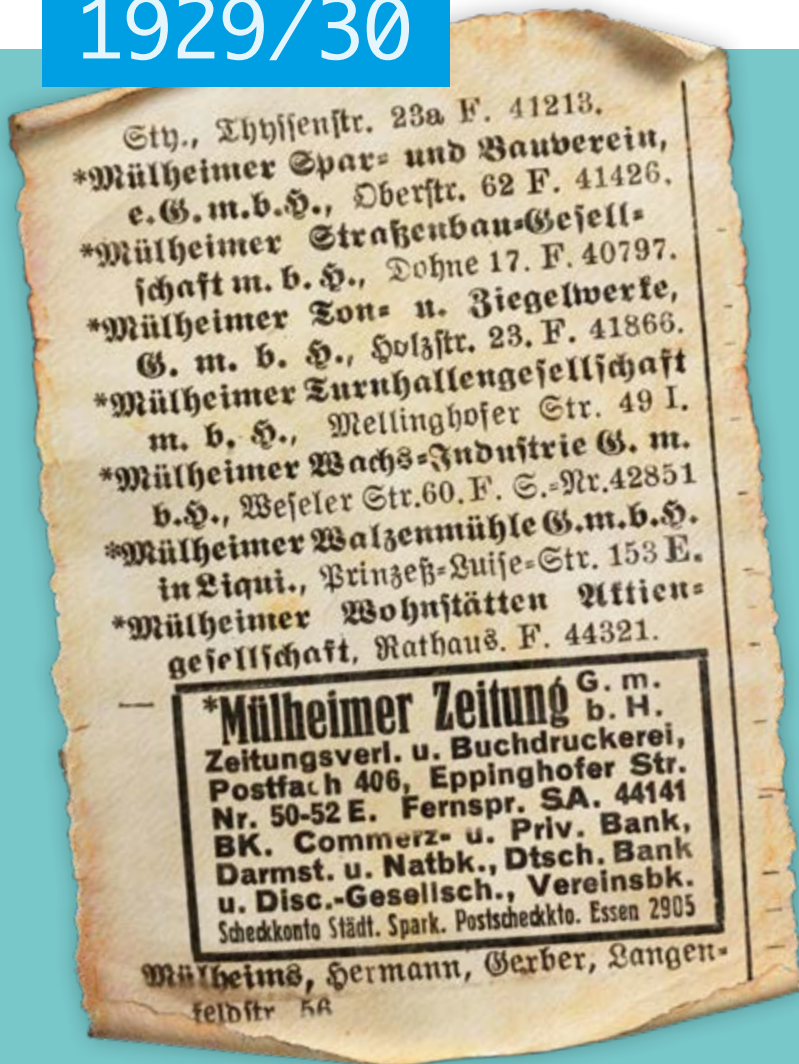 1929/30
Sty., Thyssenstr. 23a F. 41213.
*Mülheimer Spar= und Bauverein,
e.G.m.b.H., Oberstr. 62 F. 41426.
*Mülheimer Straßenbau=Gesell=
schaft m. b. H., Dohne 17. F. 40797.
*Mülheimer Ton= u. Ziegelwerke,
G. m. b. H., Holzstr. 23. F. 41866.
*Mülheimer Turnhallengesellschaft
m. b. H., Mellinghofer Str. 49 I.
*Mülheimer Wachs=Industrie G. m.
b.H., Weseler Str.60. F. S.=Nr.42851
*Mülheimer Walzenmühle G.m.b.H.
in Liqui., Prinzeß=Luise=Str. 153 E.
*Mülheimer Wohnstätten Aktien=
gesellschaft, Rathaus. F. 44321.
*Mülheimer Zeitung G. m. b. H.
Zeitungsverl. u. Buchdruckerei,
Postfach 406, Eppinghofer Str.
Nr. 50-52 E. Fernspr. SA. 44141
BK. Commerz- u. Priv. Bank,
Darmst. u. Natbk., Dtsch. Bank
u. Disc.-Gesellsch., Vereinsbk.
Scheckkonto Städt. Spark. Postscheckkto. Essen 2905
Mülheims, Hermann, Gerber, Langen=
feldstr 56